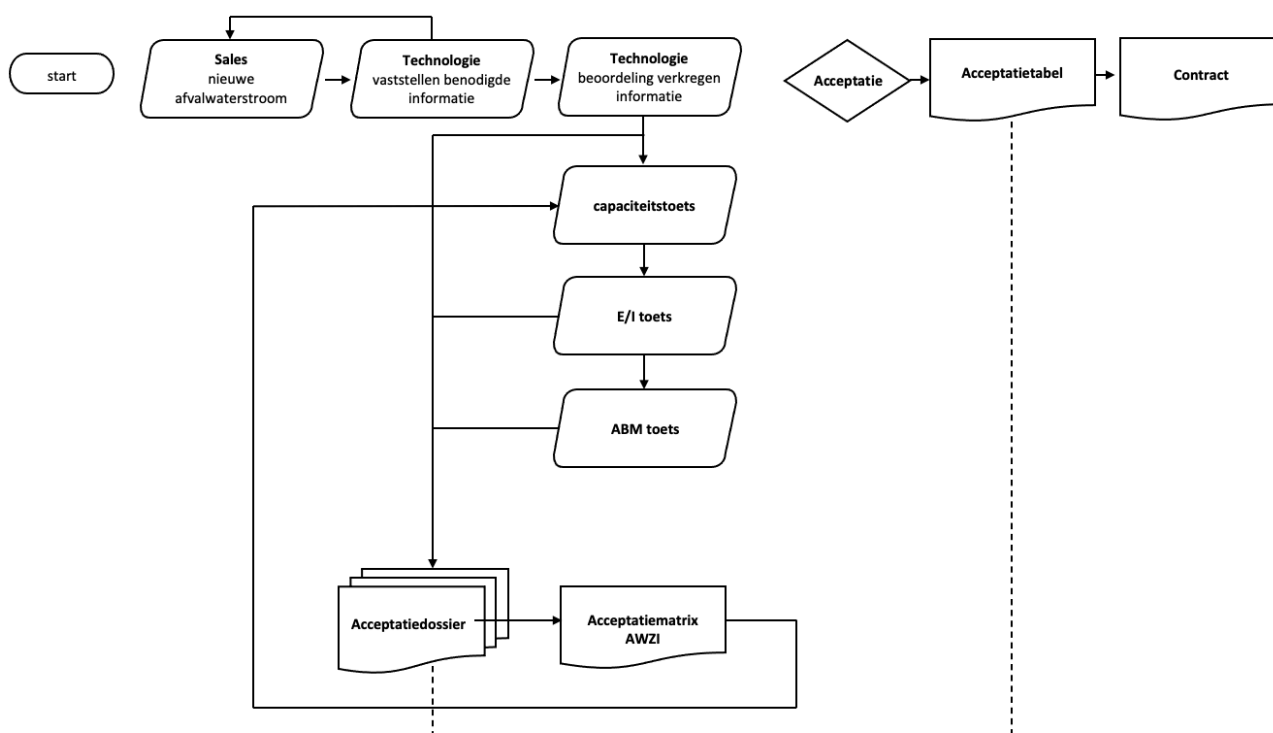 start
Sales
nieuwe
afvalwaterstroom
Technologie
vaststellen benodigde
informatie
Technologie
beoordeling verkregen
informatie
Acceptatie
Acceptatietabel
Contract
capaciteitstoets
E/I toets
ABM toets
Acceptatiedossier
Acceptatiematrix
AWZI